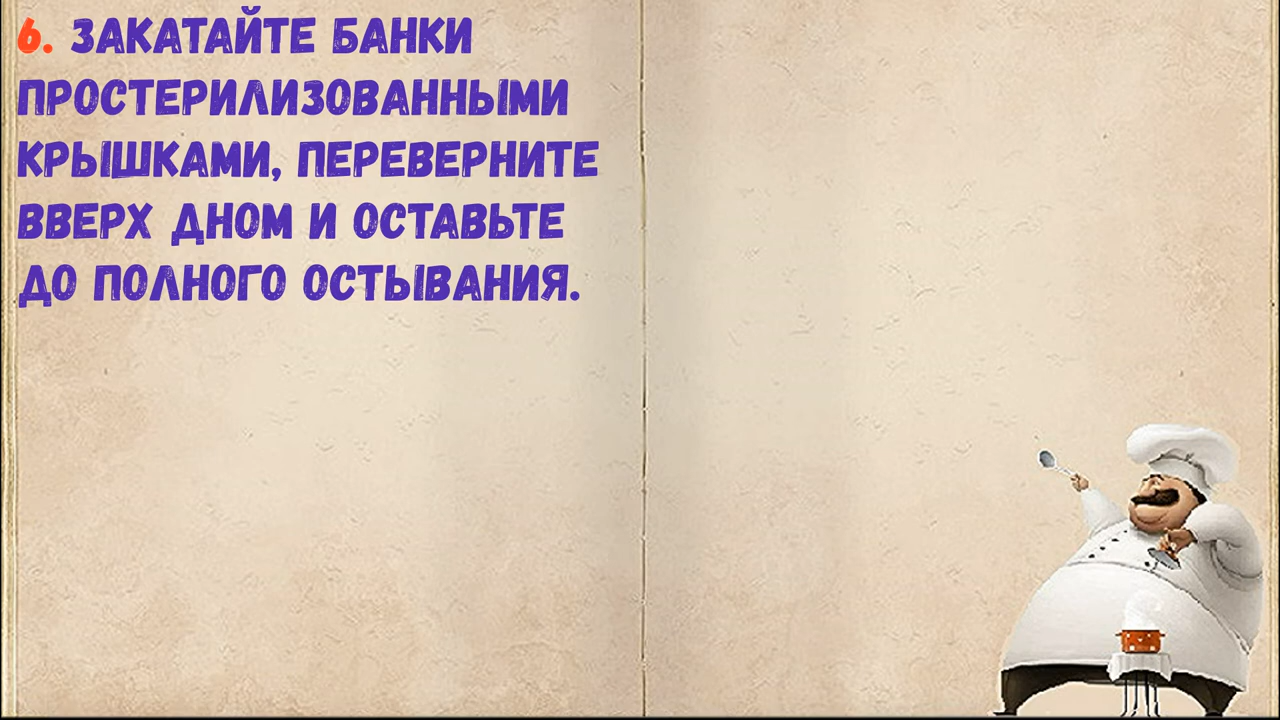 6. ЗАКАТАЙТЕ БАНКИ
ПРОСТЕРИЛИЗОВАННЫМИ
КРЫШКАМИ, ПЕРЕВЕРНИТЕ
ВВЕРХ ДНОМ И ОСТАВЬТЕ
ДО ПОЛНОГО ОСТЫВАНИЯ.